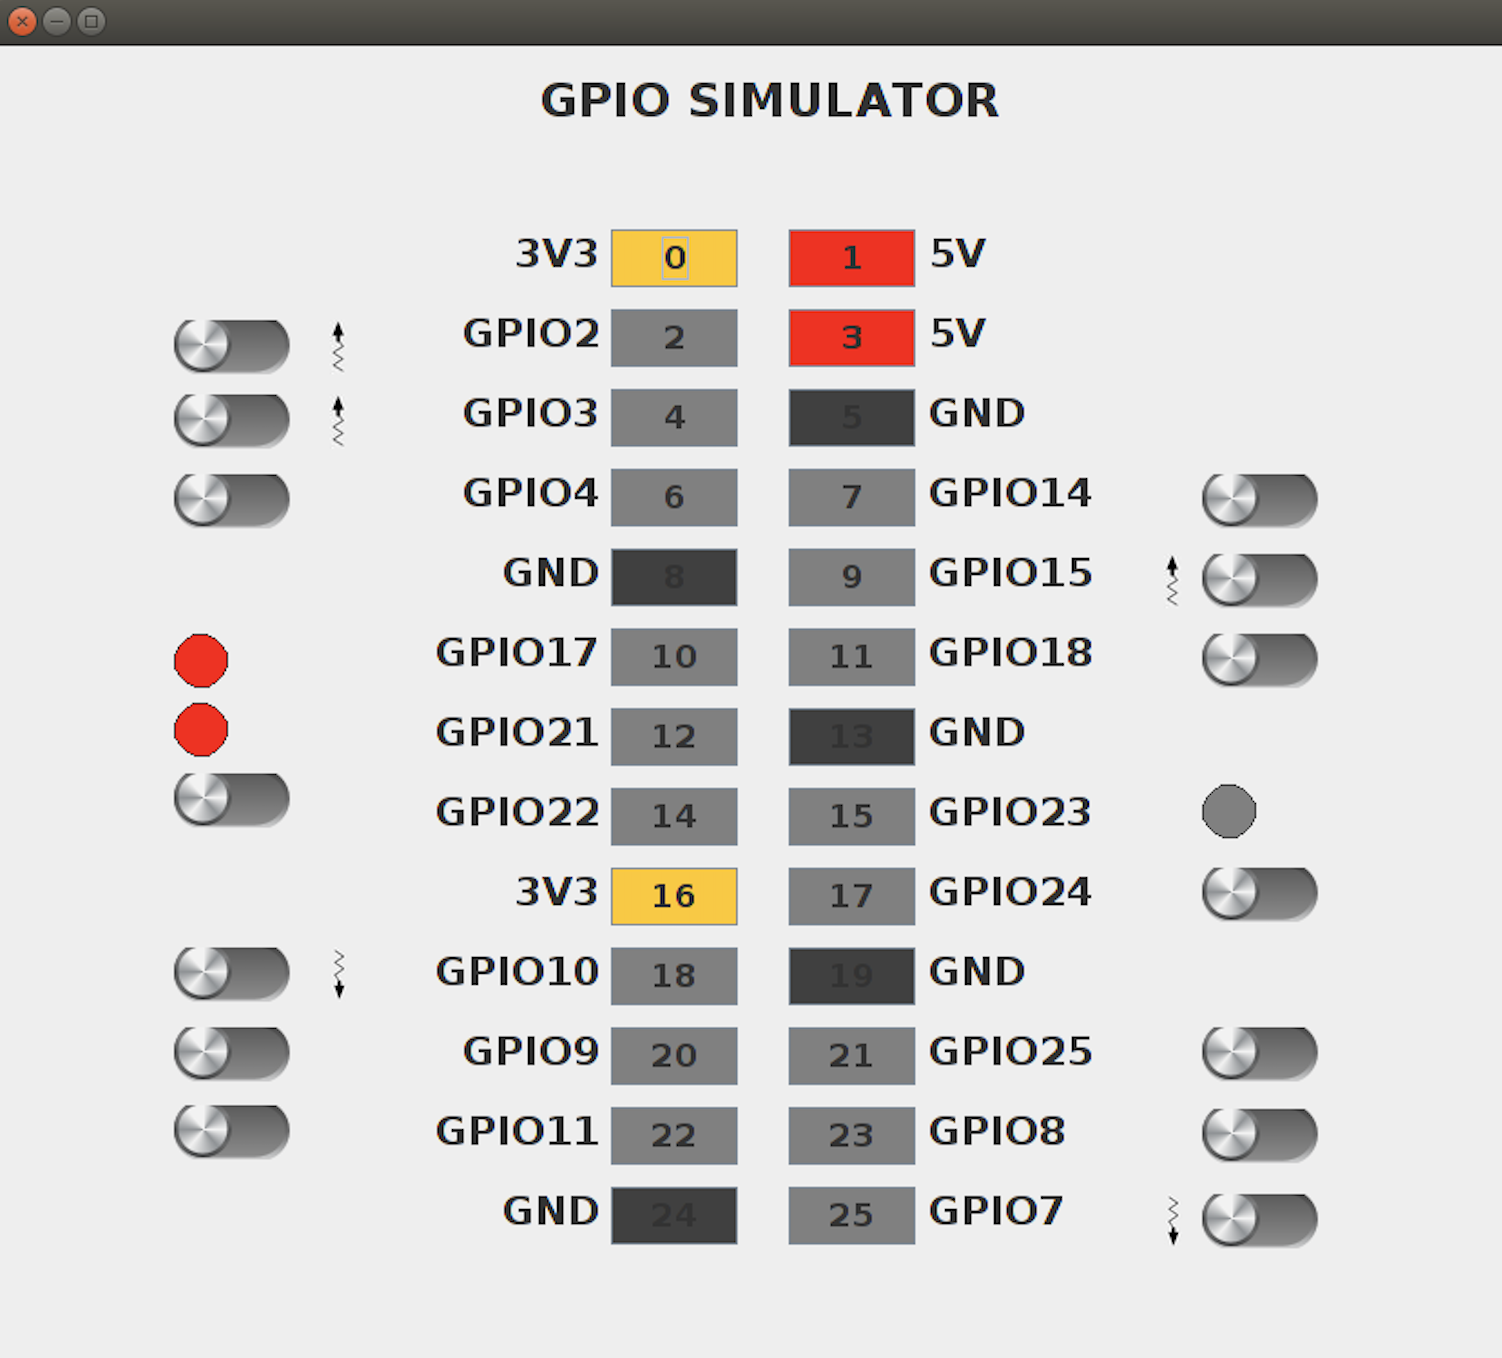 GPIO SIMULATOR
3V3 0 1 5V
GPIO2 2 3 5V
GPIO3 4 5 GND
GPIO4 6 7 GPIO14
GND 8 9 GPIO15
GPIO17 10 11 GPIO18
GPIO21 12 13 GND
GPIO22 14 15 GPIO23
3V3 16 17 GPIO24
GPIO10 18 19 GND
GPIO9 20 21 GPIO25
GPIO11 22 23 GPIO8
GND 24 25 GPIO7